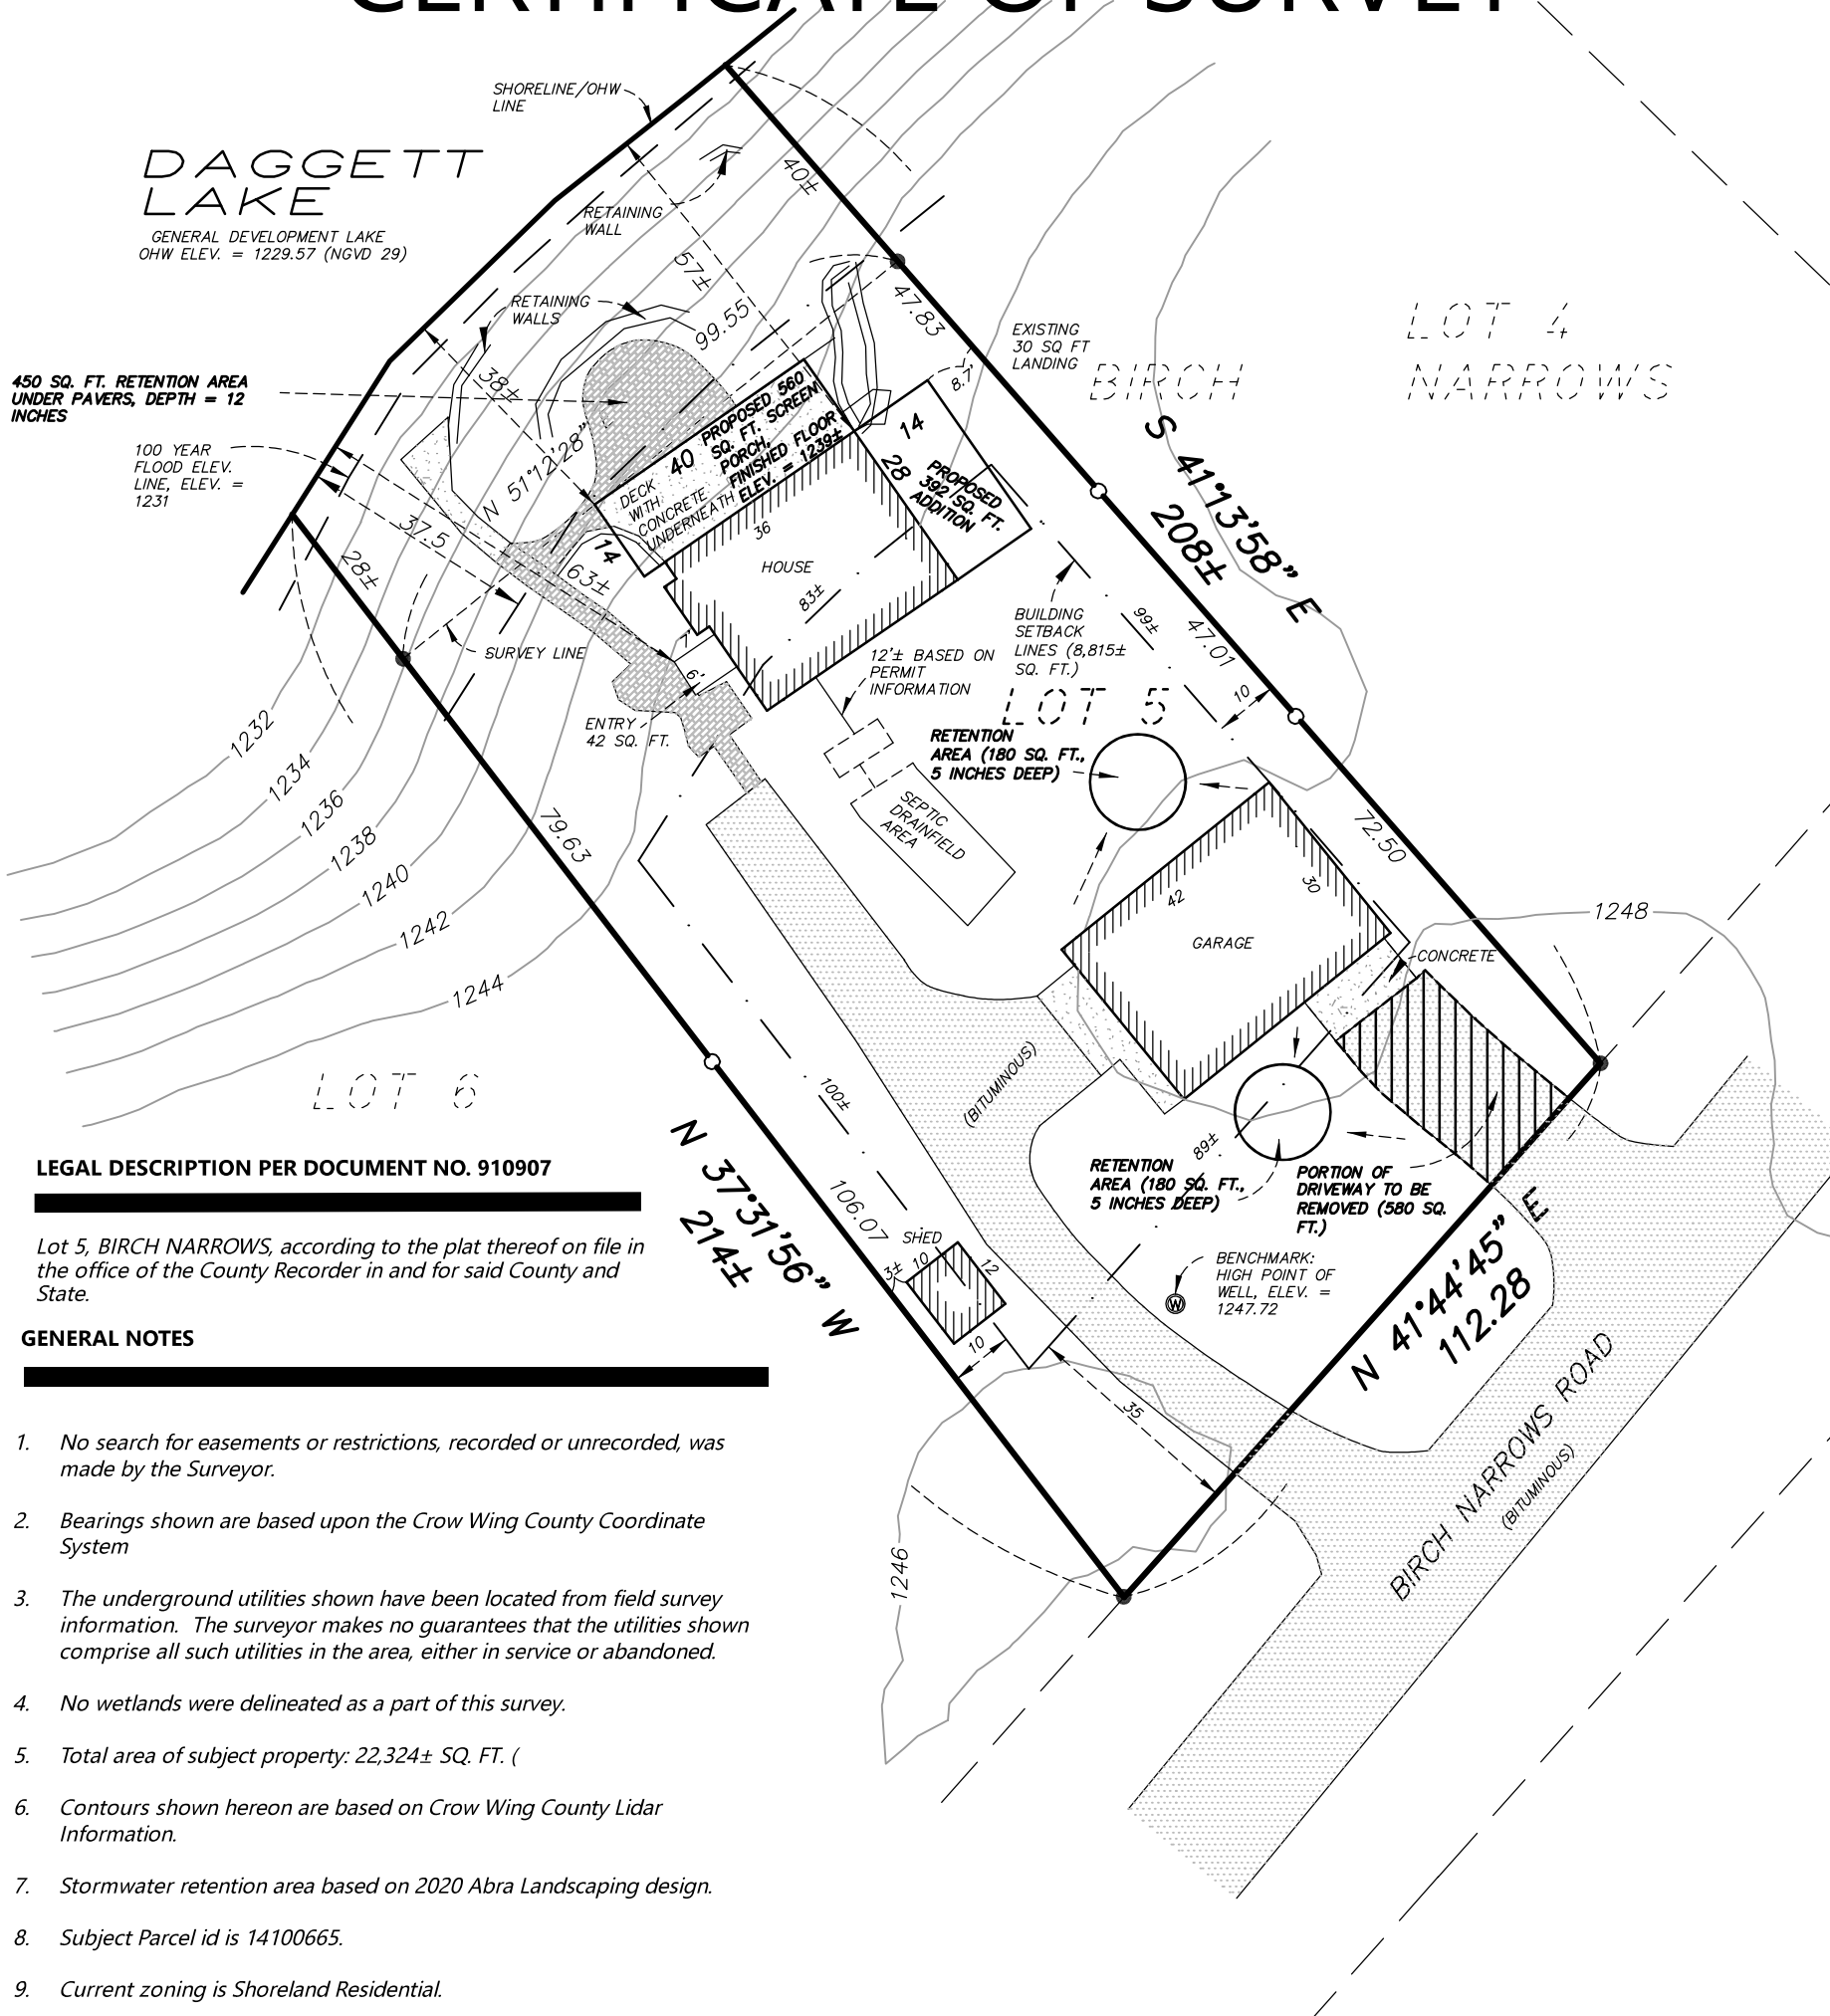 CERTIFICATE OF SURVEY
SHORELINE/OHW
LINE
DAGGETT
LAKE
GENERAL DEVELOPMENT LAKE
OHW ELEV. = 1229.57 (NGVD 29)
RETAINING
WALL
40±
57±
RETAINING
WALLS
99.55
47.83
EXISTING
30 SQ FT
LANDING
LOT 4
BIRCH NARROWS
450 SQ. FT. RETENTION AREA
UNDER PAVERS, DEPTH = 12
INCHES
38±
100 YEAR
FLOOD ELEV.
LINE, ELEV. =
1231
N 51°12'28"
PROPOSED 560
SQ. FT. SCREEN
PORCH,
FINISHED FLOOR
ELEV. = 1239±
40
DECK
WITH
CONCRETE
UNDERNEATH
14
8.7'
14
28
PROPOSED
392 SQ. FT.
ADDITION
S 41°13'58" E
208±
37.5
28±
63±
36
HOUSE
83±
SURVEY LINE
7'
6'
ENTRY
42 SQ. FT.
12'± BASED ON
PERMIT
INFORMATION
BUILDING
SETBACK
LINES (8,815±
SQ. FT.)
99±
47.01
10
LOT 5
RETENTION
AREA (180 SQ. FT.,
5 INCHES DEEP)
SEPTIC
DRAINFIELD
AREA
1232
1234
1236
1238
1240
1242
1244
79.63
72.50
42
30
GARAGE
CONCRETE
1248
LOT 6
(BITUMINOUS)
100±
89±
RETENTION
AREA (180 SQ. FT.,
5 INCHES DEEP)
PORTION OF
DRIVEWAY TO BE
REMOVED (580 SQ.
FT.)
N 37°31'56" W
214±
106.07
SHED
3±
10
12
10
BENCHMARK:
HIGH POINT OF
WELL, ELEV. =
1247.72
W
N 41°44'45" E
112.28
35
BIRCH NARROWS ROAD
(BITUMINOUS)
1246
LEGAL DESCRIPTION PER DOCUMENT NO. 910907
Lot 5, BIRCH NARROWS, according to the plat thereof on file in
the office of the County Recorder in and for said County and
State.
GENERAL NOTES
1. No search for easements or restrictions, recorded or unrecorded, was
made by the Surveyor.
2. Bearings shown are based upon the Crow Wing County Coordinate
System
3. The underground utilities shown have been located from field survey
information. The surveyor makes no guarantees that the utilities shown
comprise all such utilities in the area, either in service or abandoned.
4. No wetlands were delineated as a part of this survey.
5. Total area of subject property: 22,324± SQ. FT. (
6. Contours shown hereon are based on Crow Wing County Lidar
Information.
7. Stormwater retention area based on 2020 Abra Landscaping design.
8. Subject Parcel id is 14100665.
9. Current zoning is Shoreland Residential.